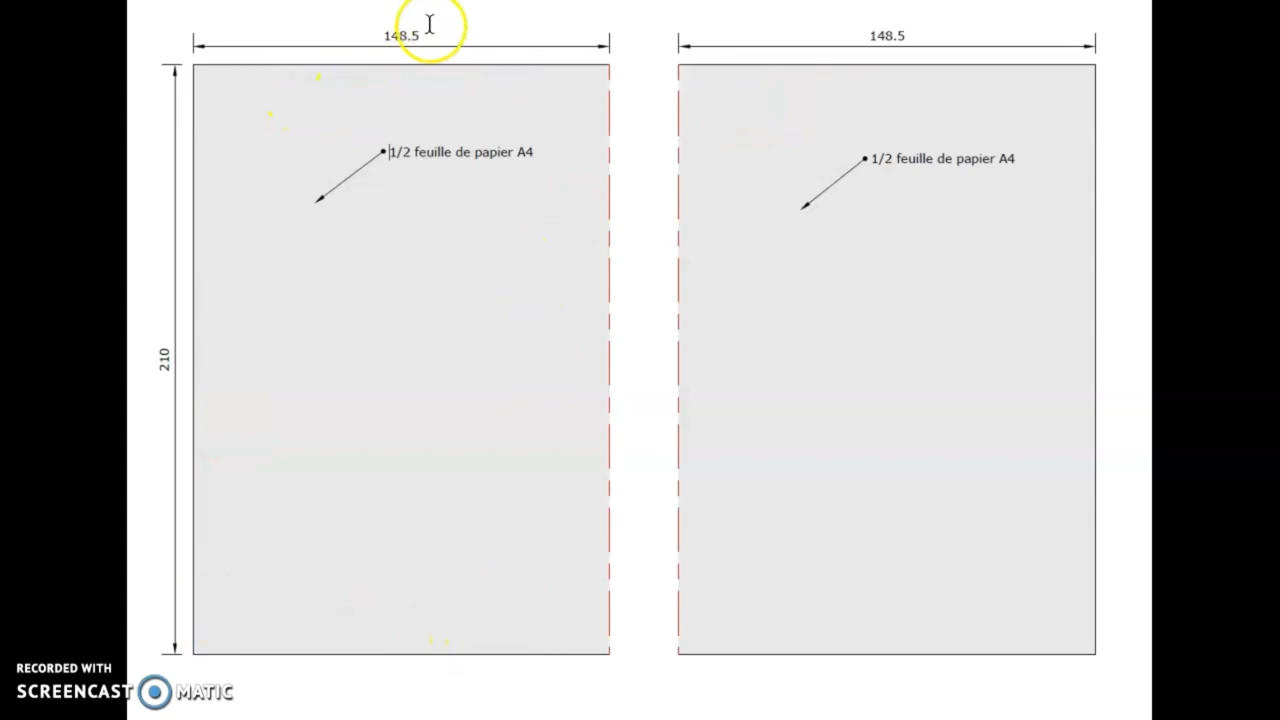 148.5
148.5
1/2 feuille de papier A4
1/2 feuille de papier A4
210
RECORDED WITH
SCREENCAST MATIC